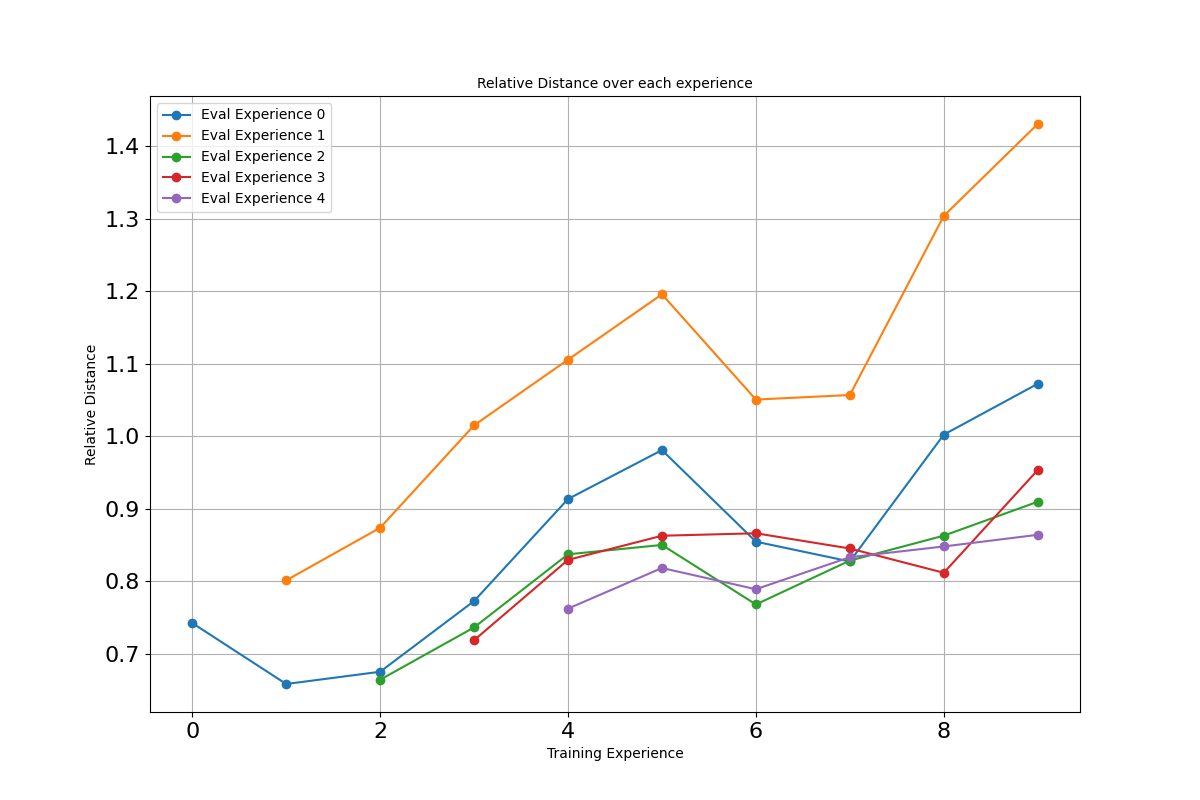 Relative Distance over each experience
Eval Experience 0
Eval Experience 1
Eval Experience 2
Eval Experience 3
Eval Experience 4
1.4
1.3
1.2
1.1
1.0
0.9
0.8
0.7
Relative Distance
0 2 4 6 8
Training Experience